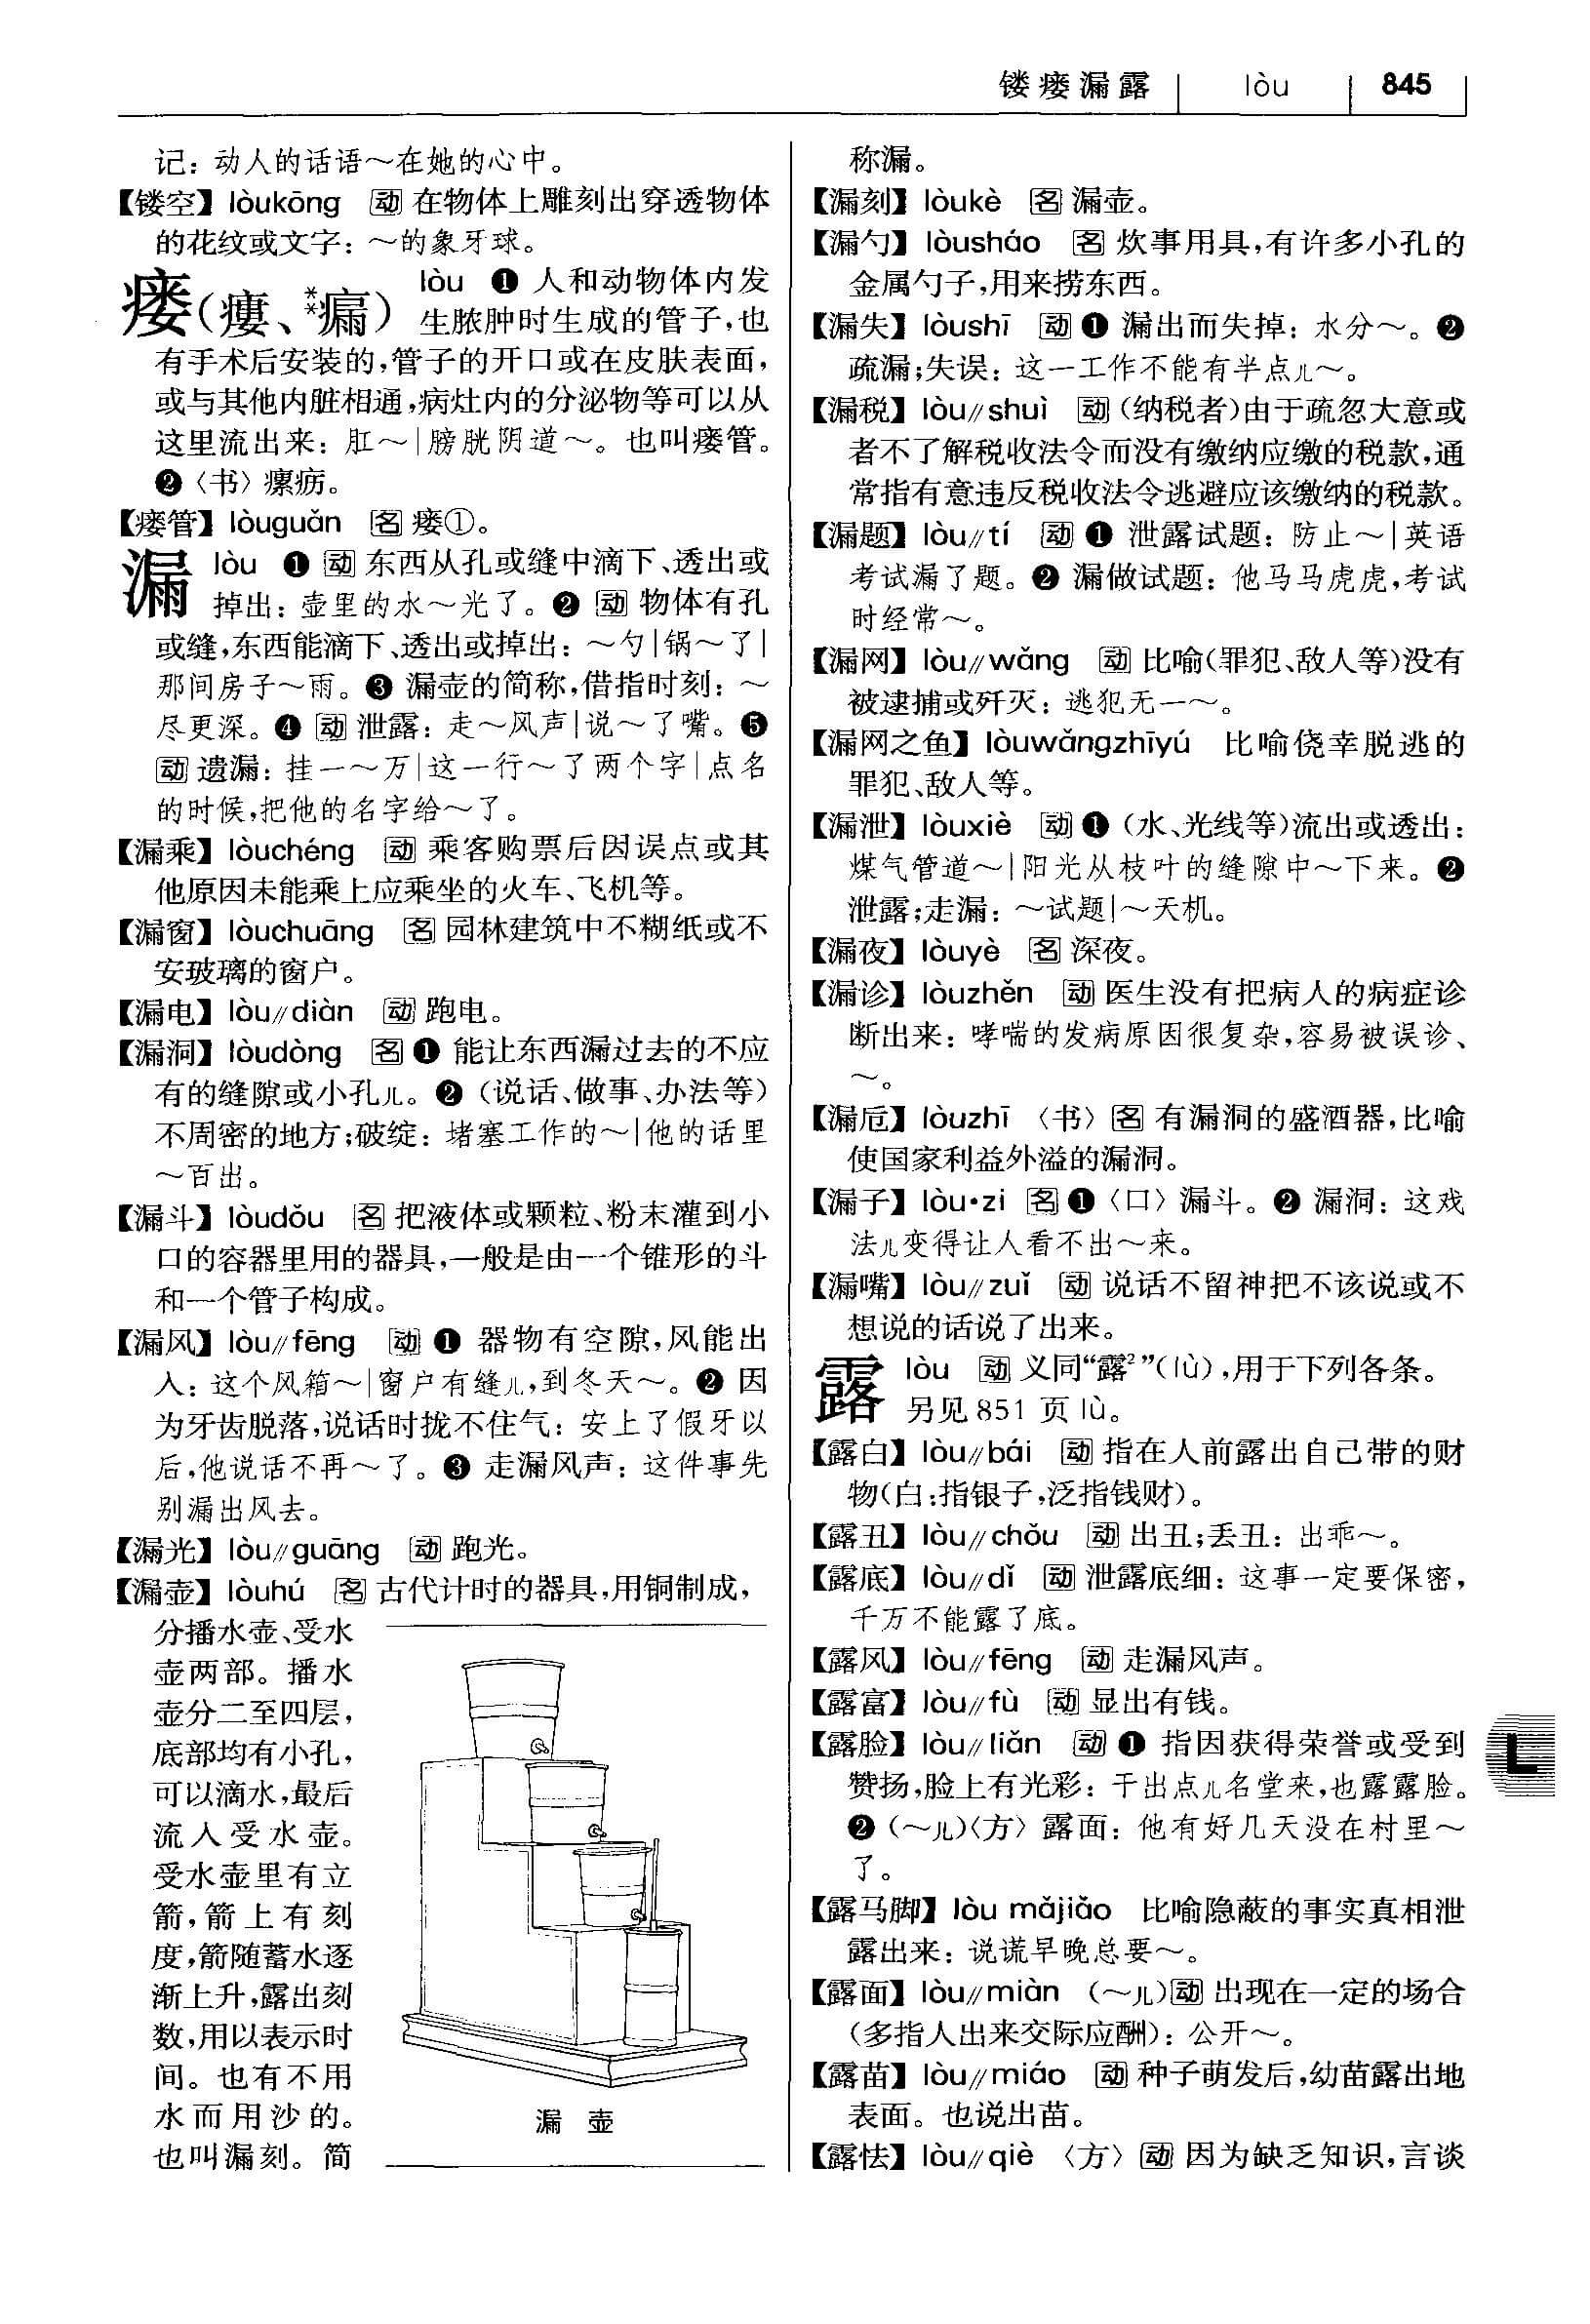 镂瘘漏露 lòu 845
记：动人的话语～在她的心中。
【镂空】lòukōng 动 在物体上雕刻出穿透物体
的花纹或文字：～的象牙球。
瘘（瘻、**瘺） lòu ❶ 人和动物体内发
生脓肿时生成的管子，也
有手术后安装的，管子的开口或在皮肤表面，
或与其他内脏相通，病灶内的分泌物等可以从
这里流出来：肛～|膀胱阴道～。也叫瘘管。
❷〈书〉瘰疬。
【瘘管】lòuguǎn 名 瘘①。
漏 lòu ❶ 动 东西从孔或缝中滴下、透出或
掉出：壶里的水～光了。❷ 动 物体有孔
或缝，东西能滴下、透出或掉出：～勺|锅～了|
那间房子～雨。❸ 漏壶的简称，借指时刻：～
尽更深。❹ 动 泄露：走～风声|说～了嘴。❺
动 遗漏：挂一～万|这一行～了两个字|点名
的时候，把他的名字给～了。
【漏乘】lòuchéng 动 乘客购票后因误点或其
他原因未能乘上应乘坐的火车、飞机等。
【漏窗】lòuchuāng 名 园林建筑中不糊纸或不
安玻璃的窗户。
【漏电】lòu//diàn 动 跑电。
【漏洞】lòudòng 名 ❶ 能让东西漏过去的不应
有的缝隙或小孔儿。❷（说话、做事、办法等）
不周密的地方；破绽：堵塞工作的～|他的话里
～百出。
【漏斗】lòudǒu 名 把液体或颗粒、粉末灌到小
口的容器里用的器具，一般是由一个锥形的斗
和一个管子构成。
【漏风】lòu//fēng 动 ❶ 器物有空隙，风能出
入：这个风箱～|窗户有缝儿，到冬天～。❷ 因
为牙齿脱落，说话时拢不住气：安上了假牙以
后，他说话不再～了。❸ 走漏风声：这件事先
别漏出风去。
【漏光】lòu//guāng 动 跑光。
【漏壶】lòuhú 名 古代计时的器具，用铜制成，
分播水壶、受水
壶两部。播水
壶分二至四层，
底部均有小孔，
可以滴水，最后
流入受水壶。
受水壶里有立
箭，箭上有刻
度，箭随蓄水逐
渐上升，露出刻
数，用以表示时
间。也有不用
水而用沙的。
也叫漏刻。简
漏 壶
称漏。
【漏刻】lòukè 名 漏壶。
【漏勺】lòusháo 名 炊事用具，有许多小孔的
金属勺子，用来捞东西。
【漏失】lòushī 动 ❶ 漏出而失掉：水分～。❷
疏漏；失误：这一工作不能有半点儿～。
【漏税】lòu//shuì 动（纳税者）由于疏忽大意或
者不了解税收法令而没有缴纳应缴的税款，通
常指有意违反税收法令逃避应该缴纳的税款。
【漏题】lòu//tí 动 ❶ 泄露试题：防止～|英语
考试漏了题。❷ 漏做试题：他马马虎虎，考试
时经常～。
【漏网】lòu//wǎng 动 比喻（罪犯、敌人等）没有
被逮捕或歼灭：逃犯无一～。
【漏网之鱼】lòuwǎngzhīyú 比喻侥幸脱逃的
罪犯、敌人等。
【漏泄】lòuxiè 动 ❶（水、光线等）流出或透出：
煤气管道～|阳光从枝叶的缝隙中～下来。❷
泄露；走漏：～试题|～天机。
【漏夜】lòuyè 名 深夜。
【漏诊】lòuzhěn 动 医生没有把病人的病症诊
断出来：哮喘的发病原因很复杂，容易被误诊、
～。
【漏卮】lòuzhī 〈书〉名 有漏洞的盛酒器，比喻
使国家利益外溢的漏洞。
【漏子】lòu·zi 名 ❶〈口〉漏斗。❷ 漏洞：这戏
法儿变得让人看不出～来。
【漏嘴】lòu//zuǐ 动 说话不留神把不该说或不
想说的话说了出来。
露 lòu 动 义同“露²”（lù），用于下列各条。
另见851 页 lù。
【露白】lòu//bái 动 指在人前露出自己带的财
物（白：指银子，泛指钱财）。
【露丑】lòu//chǒu 动 出丑；丢丑：出乖～。
【露底】lòu//dǐ 动 泄露底细：这事一定要保密，
千万不能露了底。
【露风】lòu//fēng 动 走漏风声。
【露富】lòu//fù 动 显出有钱。
【露脸】lòu//liǎn 动 ❶ 指因获得荣誉或受到
赞扬，脸上有光彩：干出点儿名堂来，也露露脸。
❷（～儿）〈方〉露面：他有好几天没在村里～
了。
【露马脚】lòu mǎjiǎo 比喻隐蔽的事实真相泄
露出来：说谎早晚总要～。
【露面】lòu//miàn （～儿）动 出现在一定的场合
（多指人出来交际应酬）：公开～。
【露苗】lòu//miáo 动 种子萌发后，幼苗露出地
表面。也说出苗。
【露怯】lòu//qiè 〈方〉动 因为缺乏知识，言谈
L